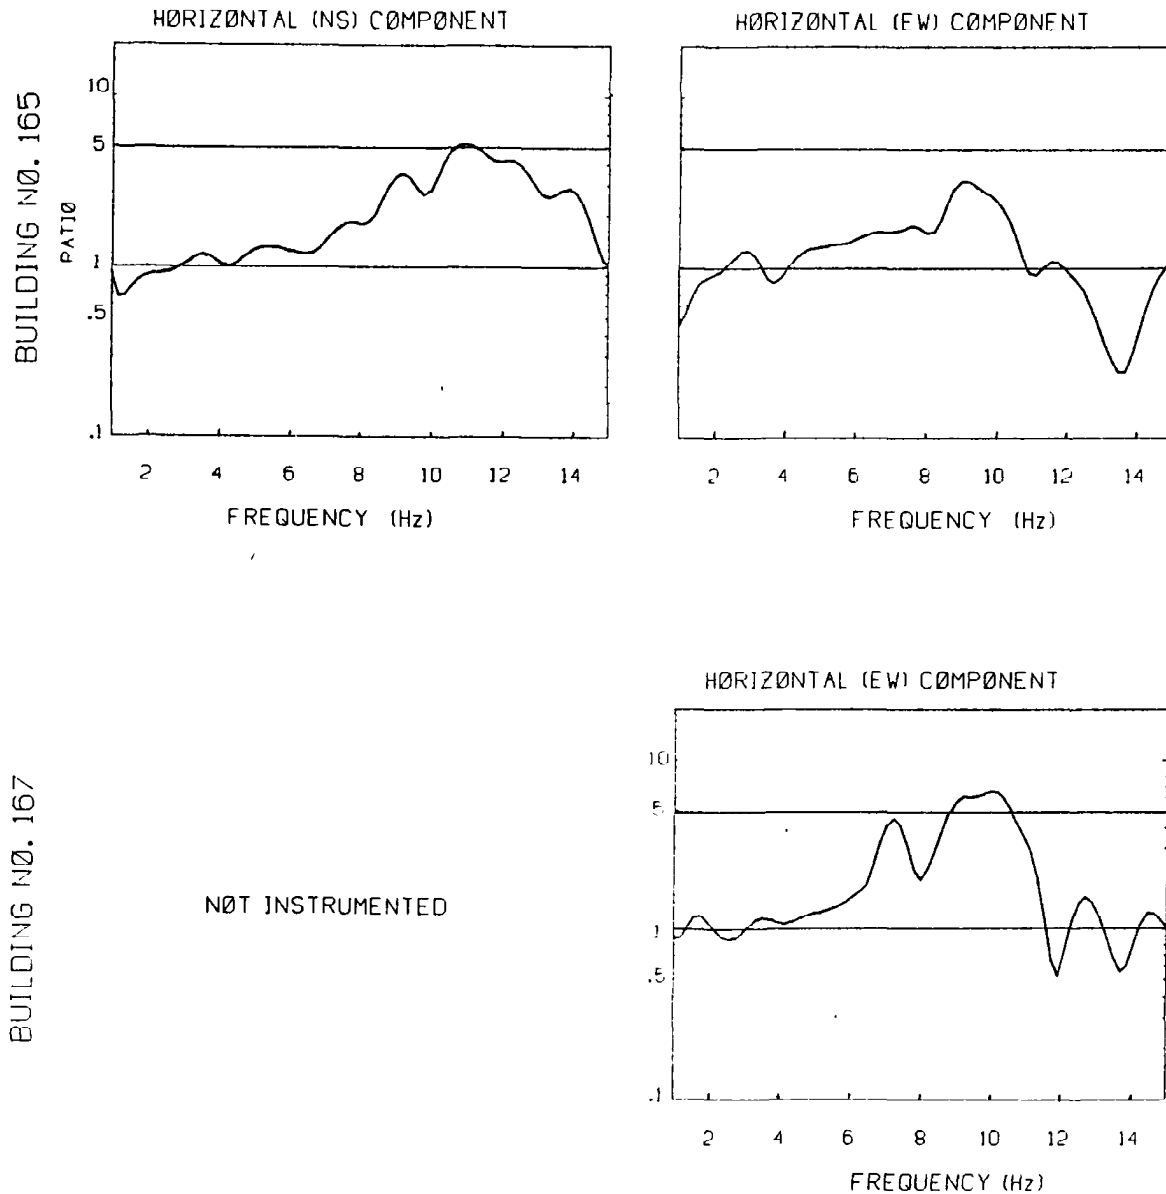 HØRIZØNTAL (NS) CØMPØNENT
HØRIZØNTAL (EW) CØMPØNENT
BUILDING NØ. 165
PATIØ
10
5
1
.5
.1
2 4 6 8 10 12 14
2 4 6 8 10 12 14
FREQUENCY (Hz)
FREQUENCY (Hz)
HØRIZØNTAL (EW) CØMPØNENT
BUILDING NØ. 167
NØT INSTRUMENTED
10
5
1
.5
.1
2 4 6 8 10 12 14
FREQUENCY (Hz)